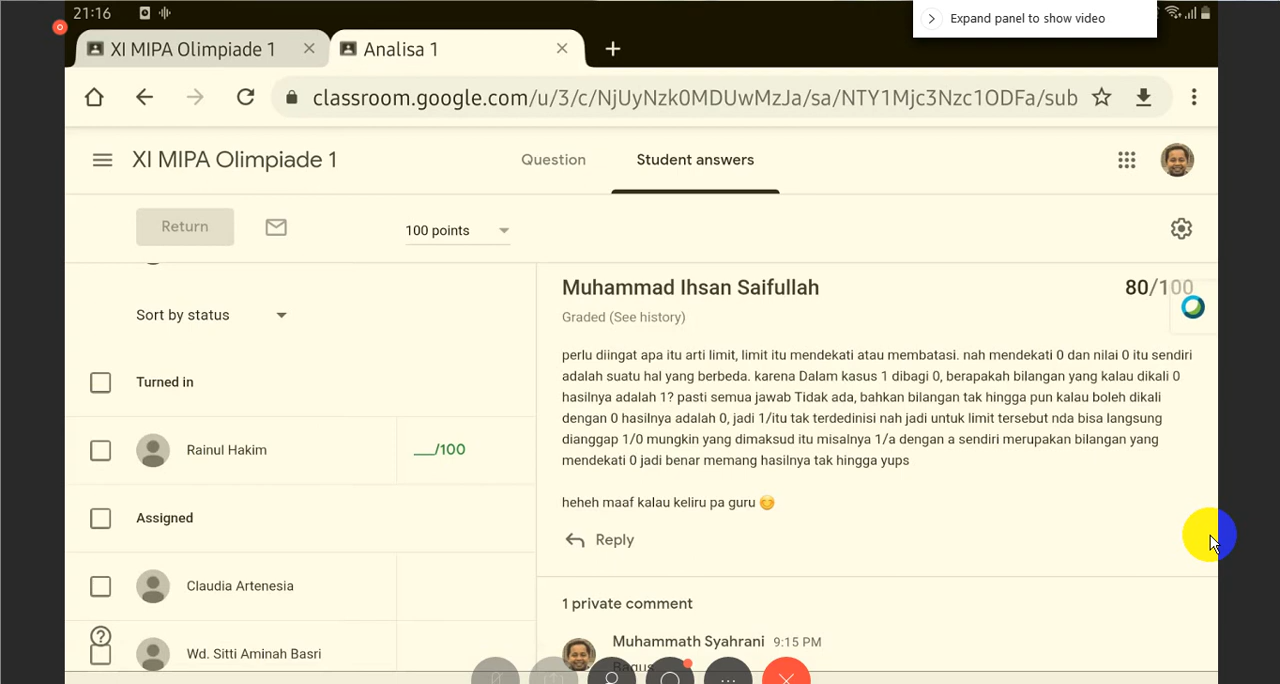 21:16
Expand panel to show video
XI MIPA Olimpiade 1
Analisa 1
classroom.google.com/u/3/c/NjUyNzk0MDUwMzJa/sa/NTY1Mjc3Nzc1ODFa/sub
XI MIPA Olimpiade 1
Question
Student answers
Return
100 points
Sort by status
Turned in
Rainul Hakim
__/100
Assigned
Claudia Artenesia
Wd. Sitti Aminah Basri
Muhammad Ihsan Saifullah
80/100
Graded (See history)
perlu diingat apa itu arti limit, limit itu mendekati atau membatasi. nah mendekati 0 dan nilai 0 itu sendiri
adalah suatu hal yang berbeda. karena Dalam kasus 1 dibagi 0, berapakah bilangan yang kalau dikali 0
hasilnya adalah 1? pasti semua jawab Tidak ada, bahkan bilangan tak hingga pun kalau boleh dikali
dengan 0 hasilnya adalah 0, jadi 1/itu tak terdedinisi nah jadi untuk limit tersebut nda bisa langsung
dianggap 1/0 mungkin yang dimaksud itu misalnya 1/a dengan a sendiri merupakan bilangan yang
mendekati 0 jadi benar memang hasilnya tak hingga yups
heheh maaf kalau keliru pa guru 😊
Reply
1 private comment
Muhammath Syahrani 9:15 PM
Bagus